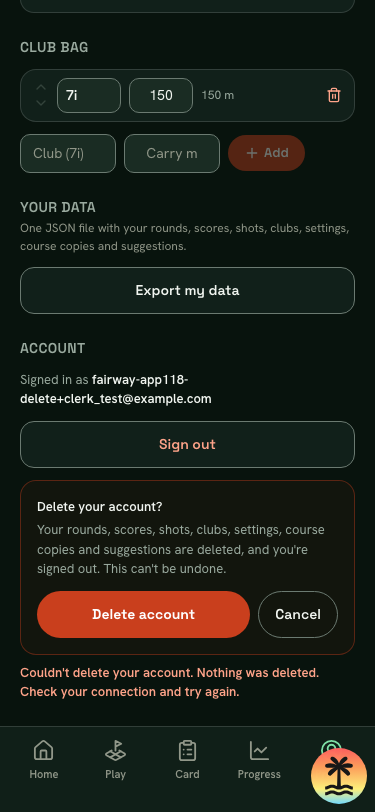 CLUB BAG
7i 150 150 m
Club (7i) Carry m + Add
YOUR DATA
One JSON file with your rounds, scores, shots, clubs, settings,
course copies and suggestions.
Export my data
ACCOUNT
Signed in as fairway-app118-
delete+clerk_test@example.com
Sign out
Delete your account?
Your rounds, scores, shots, clubs, settings, course
copies and suggestions are deleted, and you're
signed out. This can't be undone.
Delete account Cancel
Couldn't delete your account. Nothing was deleted.
Check your connection and try again.
Home Play Card Progress